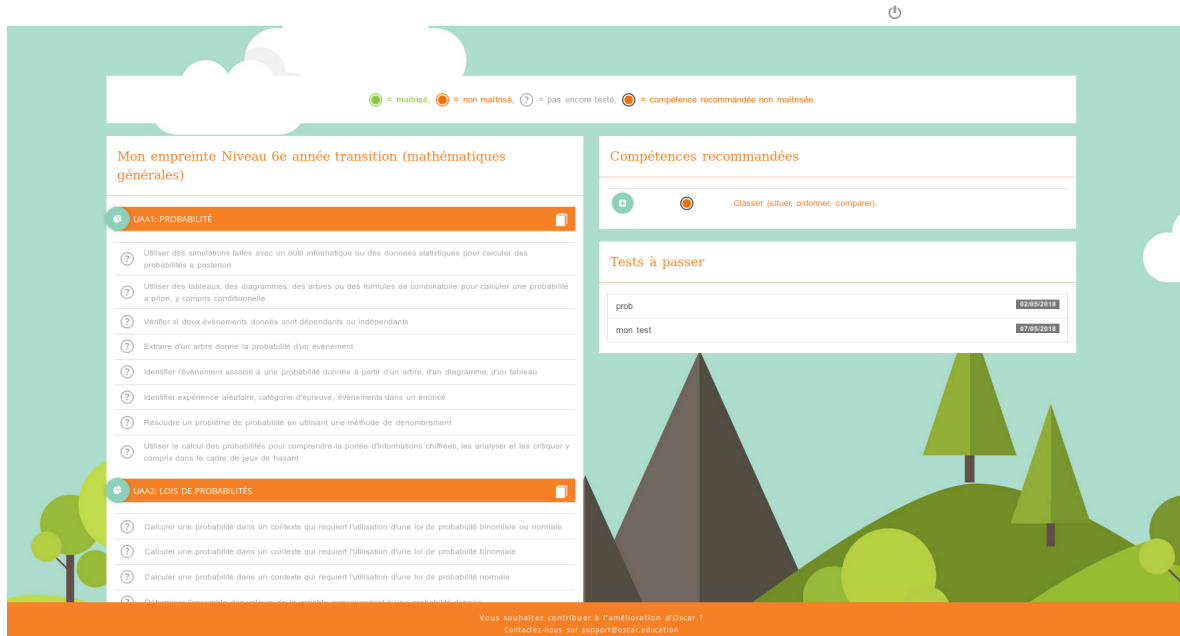 = maîtrisé, = non maîtrisé, ? = pas encore testé, = compétence recommandée non maîtrisée.
Mon empreinte Niveau 6e année transition (mathématiques
générales)
UAA1: PROBABILITÉ
? Utiliser des simulations faites avec un outil informatique ou des données statistiques pour calculer des
probabilités a posteriori
? Utiliser des tableaux, des diagrammes, des arbres ou des formules de combinatoire pour calculer une probabilité
a priori, y compris conditionnelle
? Vérifier si deux évènements donnés sont dépendants ou indépendants
? Extraire d'un arbre donné la probabilité d'un évènement
? Identifier l'évènement associé à une probabilité donnée à partir d'un arbre, d'un diagramme, d'un tableau
? Identifier expérience aléatoire, catégorie d'épreuve, évènements dans un énoncé
? Résoudre un problème de probabilité en utilisant une méthode de dénombrement
? Utiliser le calcul des probabilités pour comprendre la portée d'informations chiffrées, les analyser et les critiquer y
compris dans le cadre de jeux de hasard
UAA2: LOIS DE PROBABILITÉS
? Calculer une probabilité dans un contexte qui requiert l'utilisation d'une loi de probabilité binomiale ou normale
? Calculer une probabilité dans un contexte qui requiert l'utilisation d'une loi de probabilité binomiale
? Calculer une probabilité dans un contexte qui requiert l'utilisation d'une loi de probabilité normale
Compétences recommandées
Classer (situer, ordonner, comparer).
Tests à passer
prob 02/05/2018
mon test 07/05/2018
Vous souhaitez contribuer à l'amélioration d'Oscar ?
Contactez-nous sur support@oscar.education